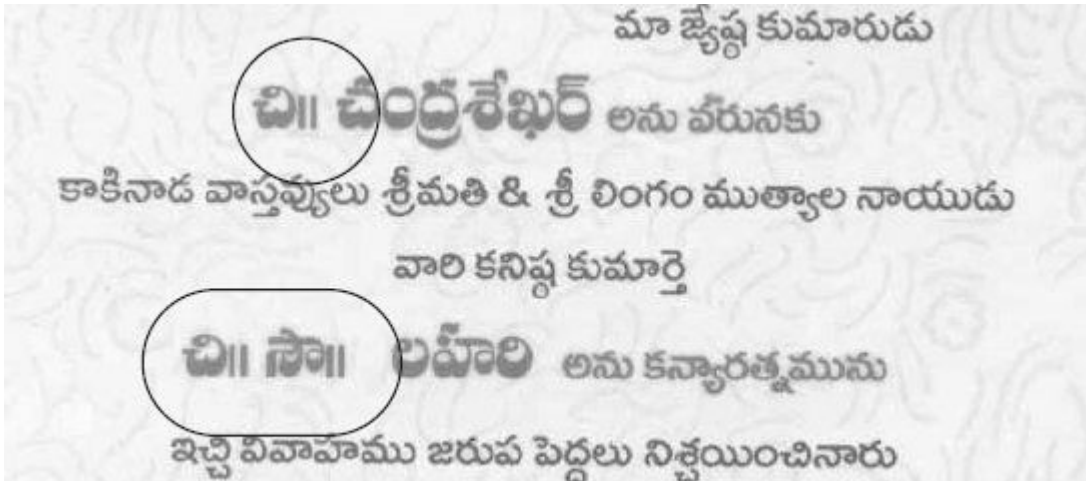 మా జ్యేష్ఠ కుమారుడు
చి॥ చంద్రశేఖర్ అను వరునకు
కాకినాడ వాస్తవ్యులు శ్రీమతి & శ్రీ లింగం ముత్యాల నాయుడు
వారి కనిష్ఠ కుమార్తె
చి॥ సౌ॥ లహరి అను కన్యారత్నమును
ఇచ్చి వివాహము జరుప పెద్దలు నిశ్చయించినారు